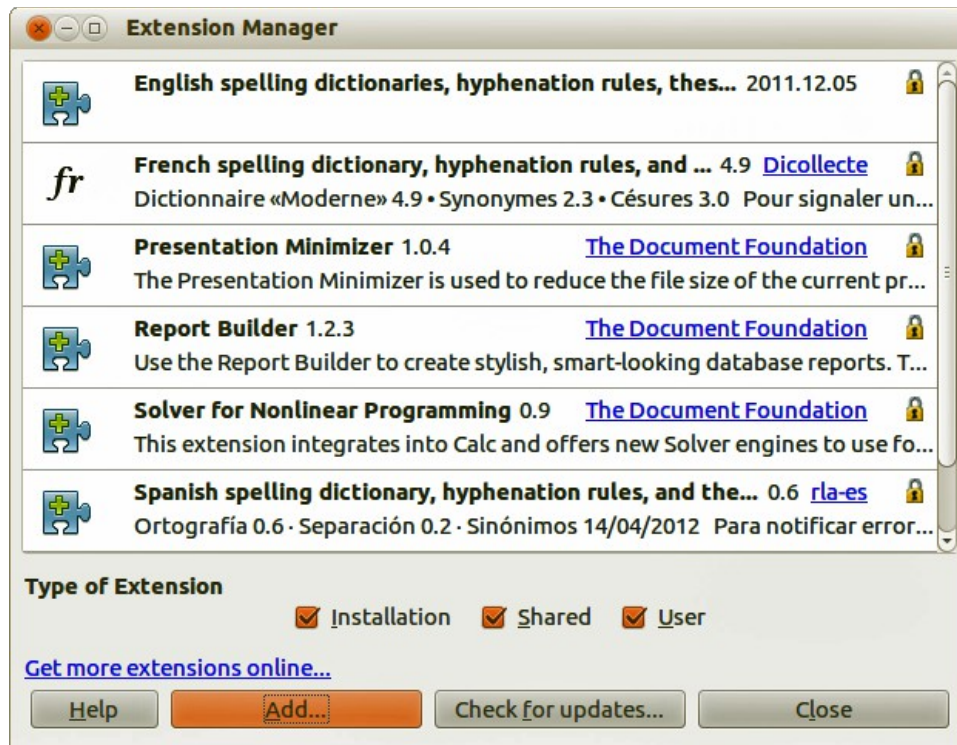 Extension Manager
English spelling dictionaries, hyphenation rules, thes... 2011.12.05
fr
French spelling dictionary, hyphenation rules, and ... 4.9 Dicollecte
Dictionnaire «Moderne» 4.9 • Synonymes 2.3 • Césures 3.0 Pour signaler un...
Presentation Minimizer 1.0.4 The Document Foundation
The Presentation Minimizer is used to reduce the file size of the current pr...
Report Builder 1.2.3 The Document Foundation
Use the Report Builder to create stylish, smart-looking database reports. T...
Solver for Nonlinear Programming 0.9 The Document Foundation
This extension integrates into Calc and offers new Solver engines to use fo...
Spanish spelling dictionary, hyphenation rules, and the... 0.6 rla-es
Ortografía 0.6 · Separación 0.2 · Sinónimos 14/04/2012 Para notificar error...
Type of Extension
Installation Shared User
Get more extensions online...
Help Add... Check for updates... Close